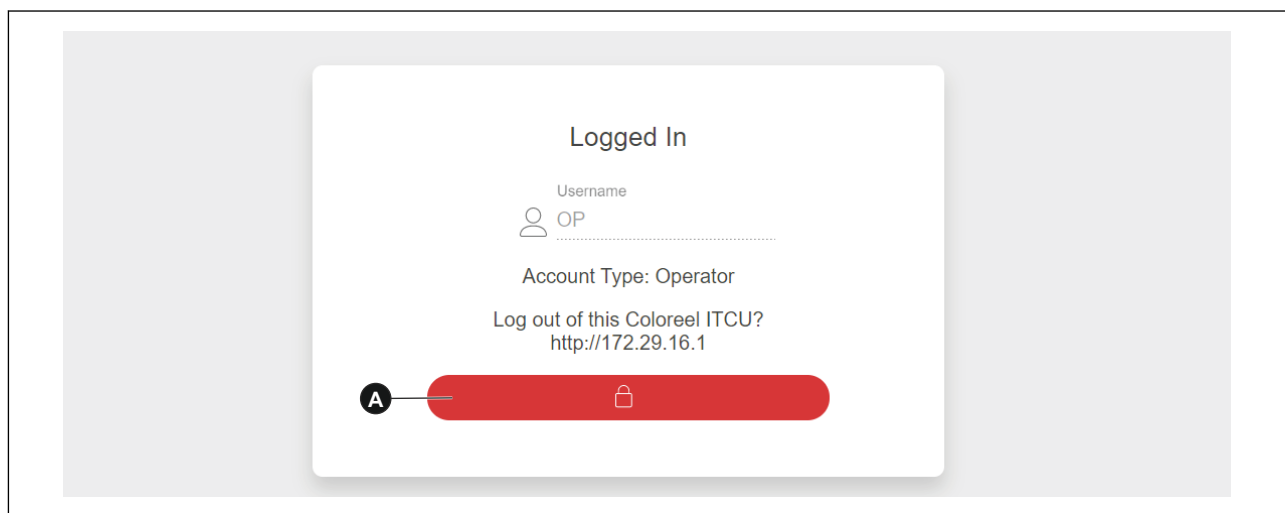 Logged In
Username
OP
Account Type: Operator
Log out of this Coloreel ITCU?
http://172.29.16.1
A